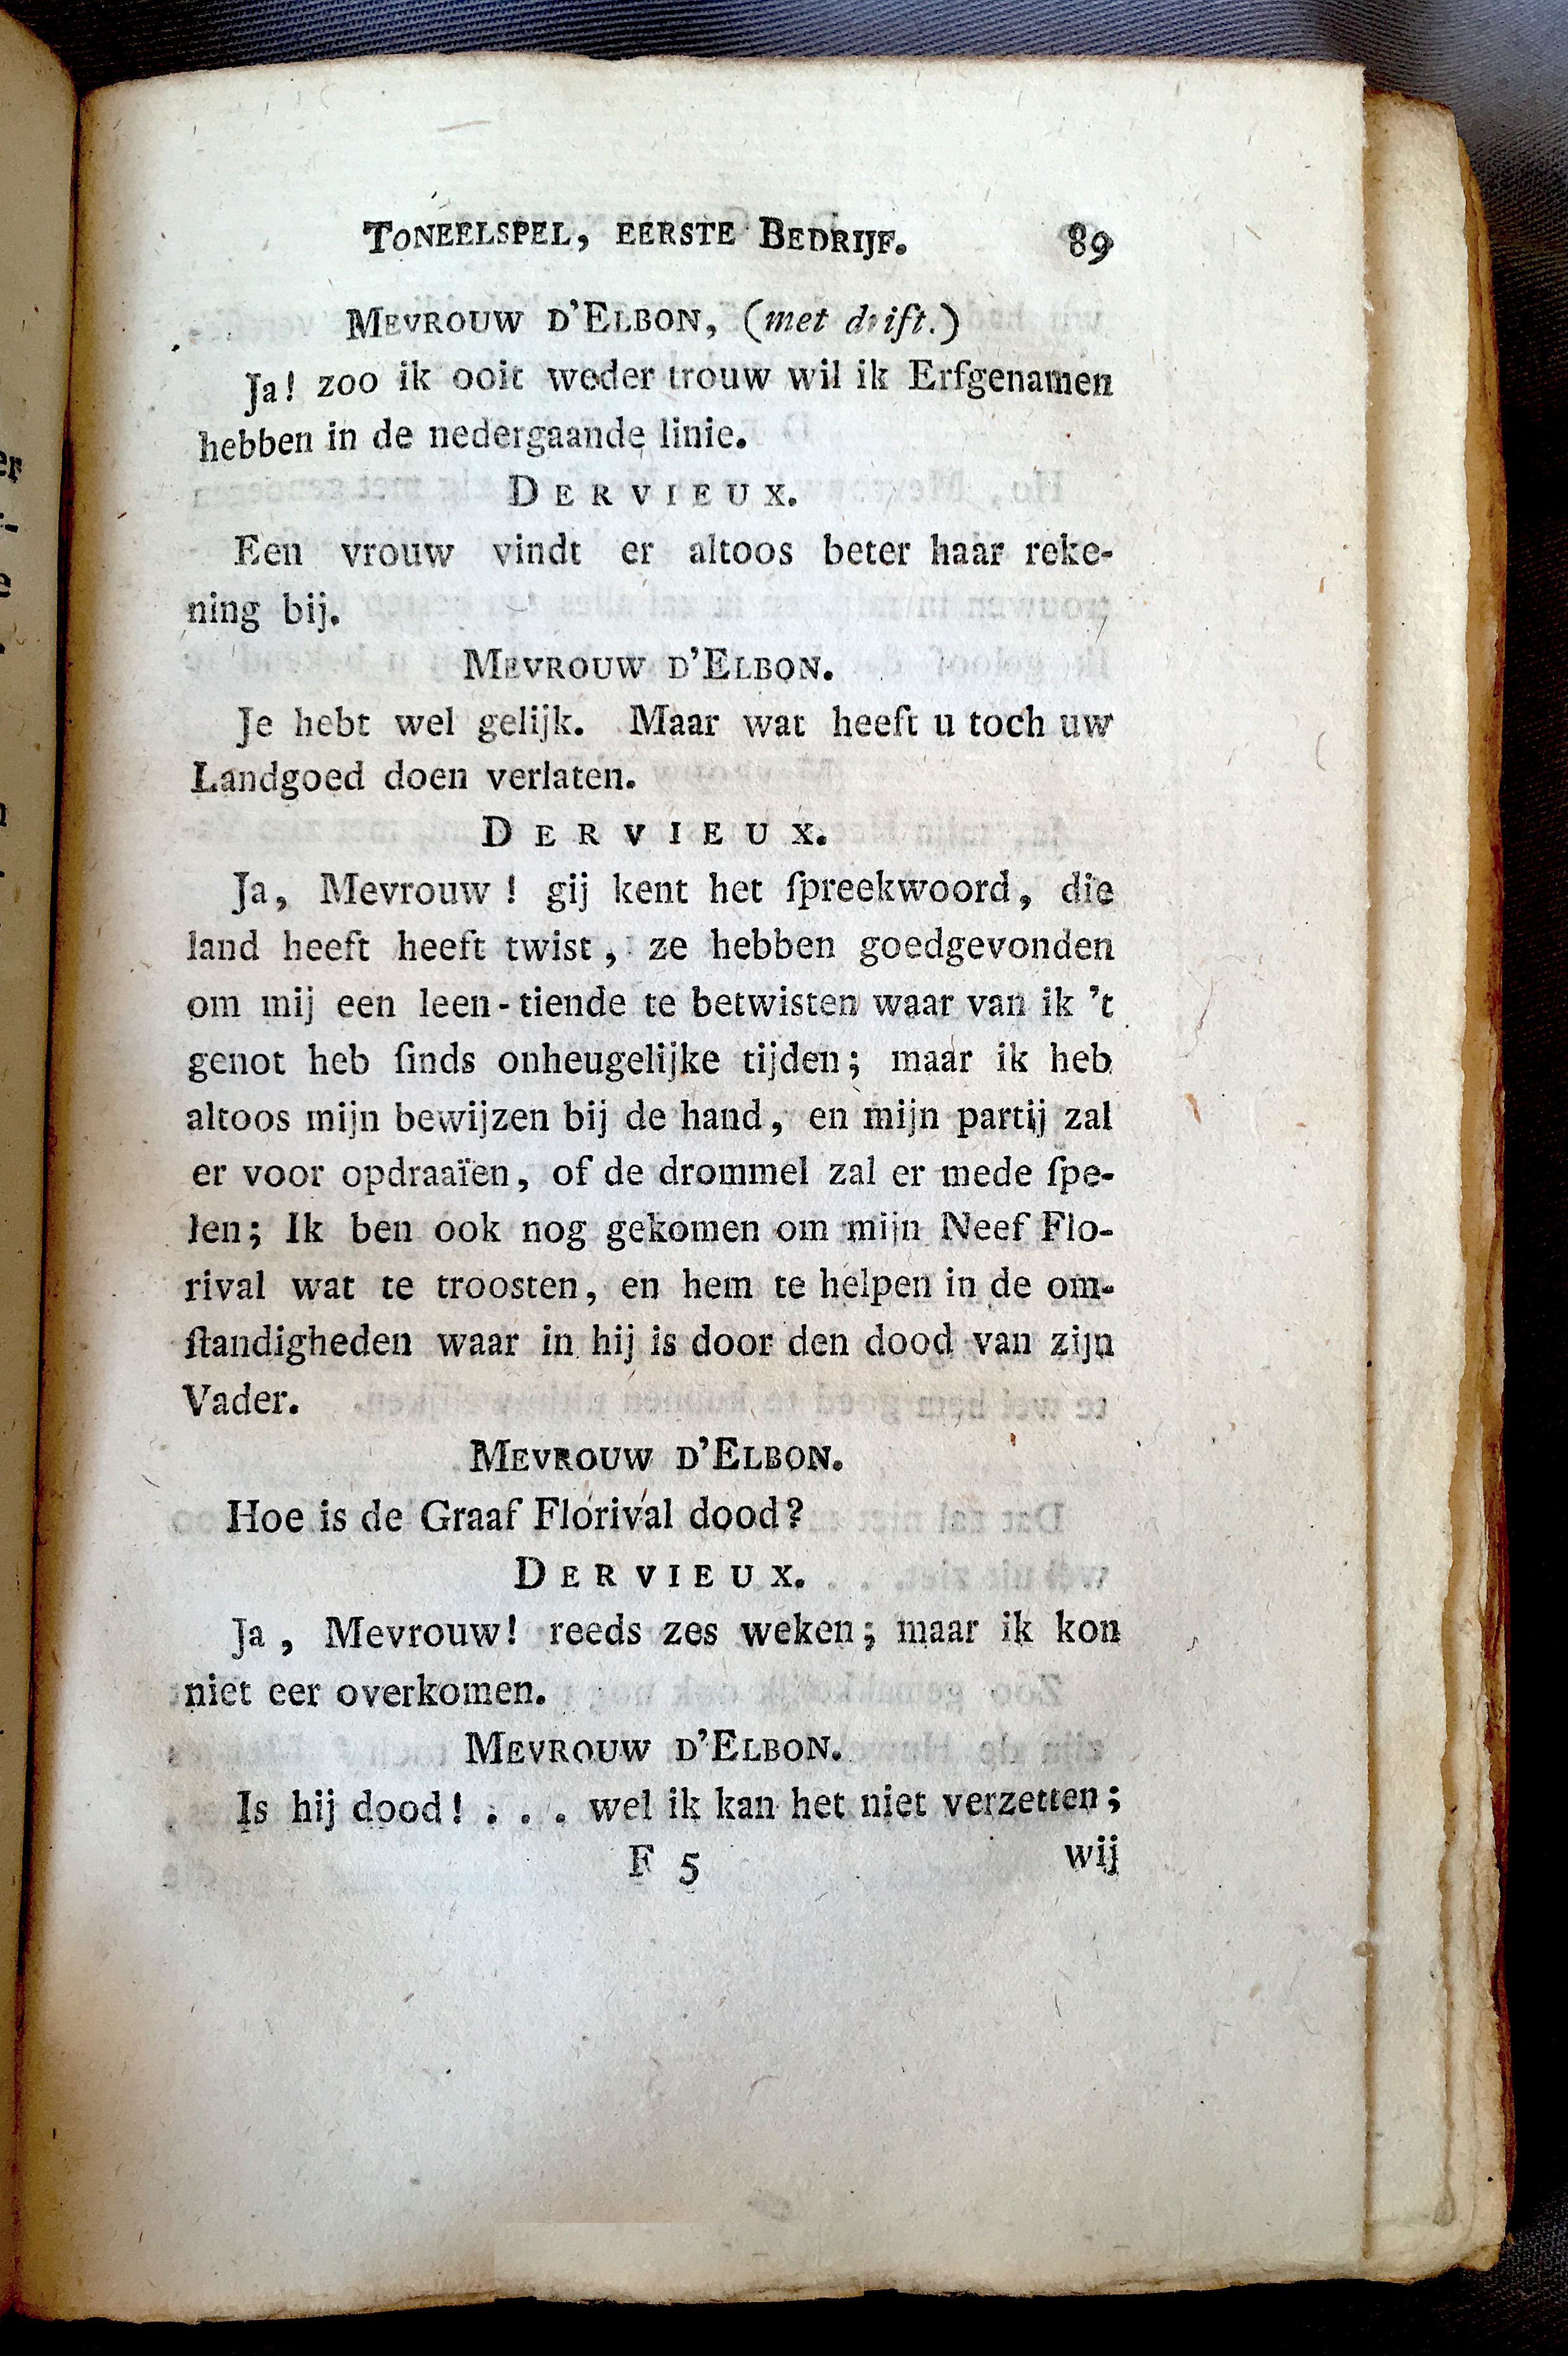 Toneelspel, eerste Bedrijf. 89
Mevrouw d'Elbon, (met drift.)
Ja! zoo ik ooit weder trouw wil ik Erfgenamen
hebben in de nedergaande linie.
Dervieux.
Een vrouw vindt er altoos beter haar reke-
ning bij.
Mevrouw d'Elbon.
Je hebt wel gelijk. Maar wat heeft u toch uw
Landgoed doen verlaten.
Dervieux.
Ja, Mevrouw! gij kent het ſpreekwoord, die
land heeft heeft twist, ze hebben goedgevonden
om mij een leen-tiende te betwisten waar van ik 't
genot heb ſinds onheugelijke tijden; maar ik heb
altoos mijn bewijzen bij de hand, en mijn partij zal
er voor opdraaïen, of de drommel zal er mede ſpe-
len; Ik ben ook nog gekomen om mijn Neef Flo-
rival wat te troosten, en hem te helpen in de om-
ſtandigheden waar in hij is door den dood van zijn
Vader.
Mevrouw d'Elbon.
Hoe is de Graaf Florival dood?
Dervieux.
Ja, Mevrouw! reeds zes weken; maar ik kon
niet eer overkomen.
Mevrouw d'Elbon.
Is hij dood! . . . wel ik kan het niet verzetten;
F 5 wij